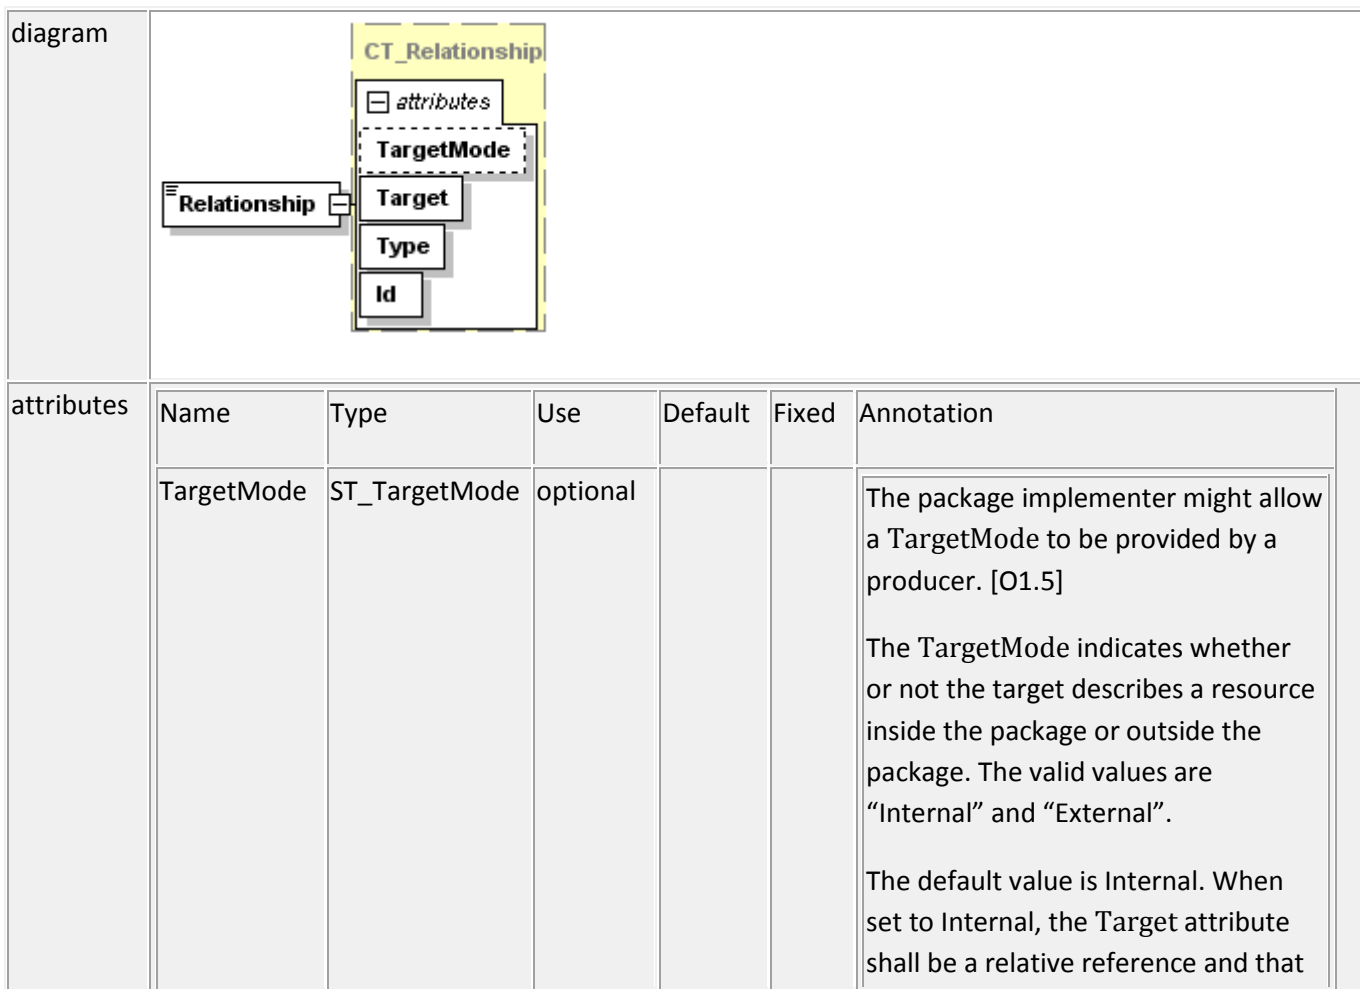 diagram
CT_Relationship
attributes
TargetMode
Relationship
Target
Type
Id
attributes
Name Type Use Default Fixed Annotation
TargetMode ST_TargetMode optional
The package implementer might allow
a TargetMode to be provided by a
producer. [O1.5]
The TargetMode indicates whether
or not the target describes a resource
inside the package or outside the
package. The valid values are
“Internal” and “External”.
The default value is Internal. When
set to Internal, the Target attribute
shall be a relative reference and that